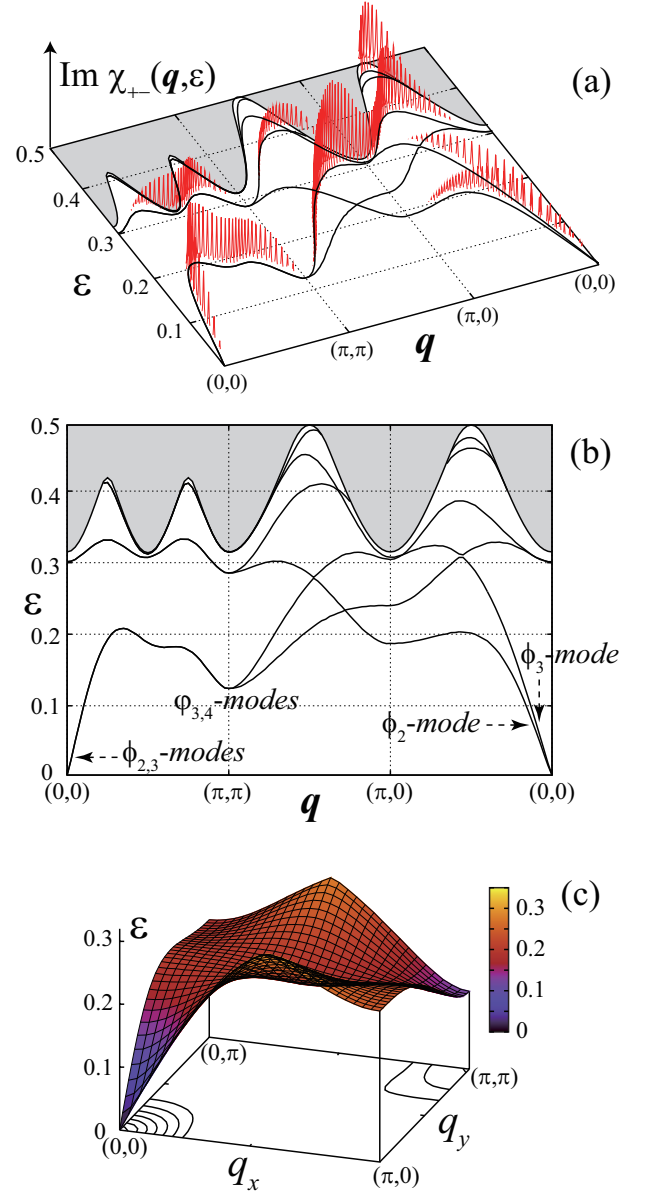 (a)
Im χ₊₋(q,ε)
0.5
0.4
0.3
0.2
0.1
ε
(0,0)
(π,π)
(π,0)
(0,0)
q
(b)
0.5
0.4
0.3
0.2
0.1
0
ε
ϕ₃-mode
φ₃,₄-modes
ϕ₂-mode
ϕ₂,₃-modes
(0,0)
(π,π)
q
(π,0)
(0,0)
(c)
ε
0.3
0.2
0.1
0
0.3
0.2
0.1
0
(0,π)
(π,π)
(0,0)
qₓ
q_y
(π,0)